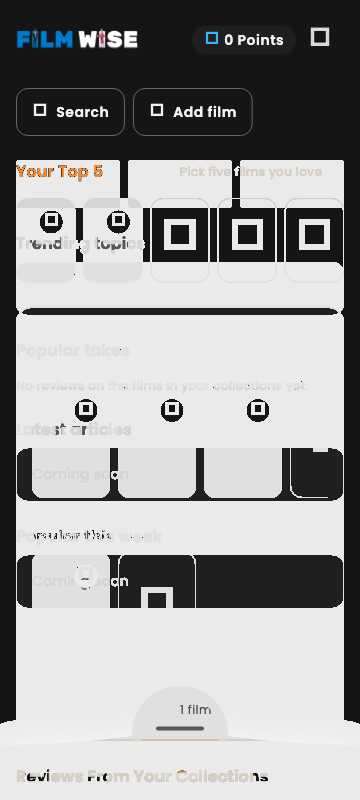 FILM WISE
0 Points
Search
Add film
Your Top 5
Pick five films you love
Trending topics
Popular takes
No reviews on the films in your collections yet.
Latest articles
Coming soon
week
Coming soon
1 film
Reviews From Your Collections